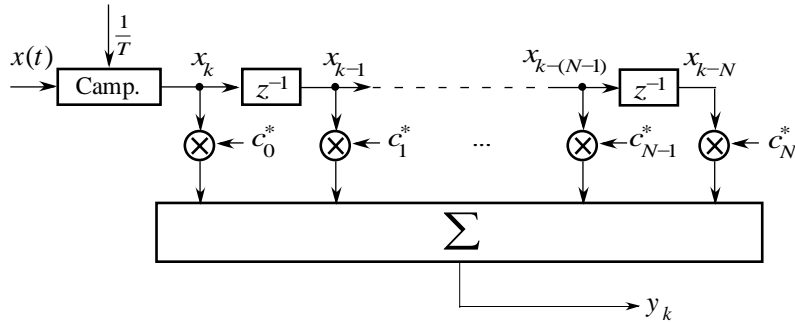 1/T
x(t) Camp. x_k z^{-1} x_{k-1} x_{k-(N-1)} z^{-1} x_{k-N}
c_0^* c_1^* ... c_{N-1}^* c_N^*
Σ
y_k